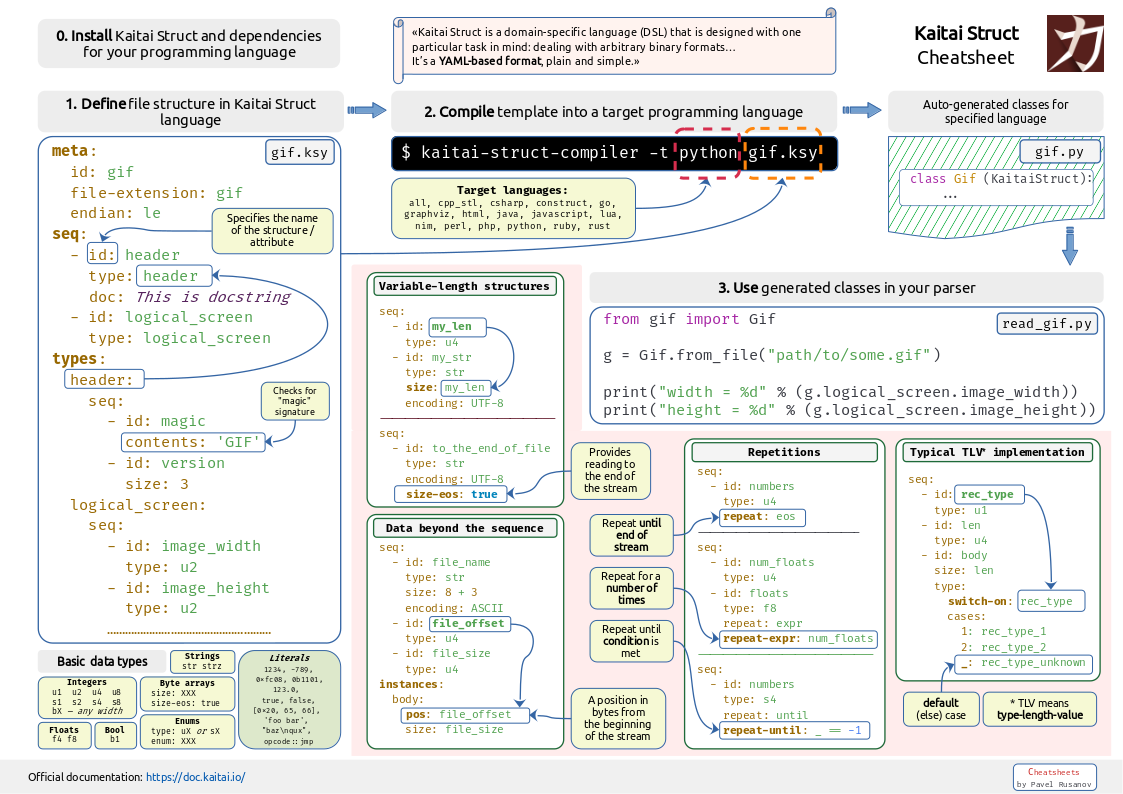 0. Install Kaitai Struct and dependencies
for your programming language
«Kaitai Struct is a domain-specific language (DSL) that is designed with one
particular task in mind: dealing with arbitrary binary formats...
It's a YAML-based format, plain and simple.»
Kaitai Struct
Cheatsheet
カ
1. Define file structure in Kaitai Struct
language
2. Compile template into a target programming language
Auto-generated classes for
specified language
gif.ksy
meta:
id: gif
file-extension: gif
endian: le
seq:
- id: header
type: header
doc: This is docstring
- id: logical_screen
type: logical_screen
types:
header:
seq:
- id: magic
contents: 'GIF'
- id: version
size: 3
logical_screen:
seq:
- id: image_width
type: u2
- id: image_height
type: u2
Specifies the name
of the structure /
attribute
Checks for
"magic"
signature
$ kaitai-struct-compiler -t python gif.ksy
Target languages:
all, cpp_stl, csharp, construct, go,
graphviz, html, java, javascript, lua,
nim, perl, php, python, ruby, rust
gif.py
class Gif (KaitaiStruct):
...
3. Use generated classes in your parser
read_gif.py
from gif import Gif
g = Gif.from_file("path/to/some.gif")
print("width = %d" % (g.logical_screen.image_width))
print("height = %d" % (g.logical_screen.image_height))
Variable-length structures
seq:
- id: my_len
type: u4
- id: my_str
type: str
size: my_len
encoding: UTF-8
seq:
- id: to_the_end_of_file
type: str
encoding: UTF-8
size-eos: true
Provides
reading to
the end of
the stream
Data beyond the sequence
seq:
- id: file_name
type: str
size: 8 + 3
encoding: ASCII
- id: file_offset
type: u4
- id: file_size
type: u4
instances:
body:
pos: file_offset
size: file_size
A position in
bytes from
the beginning
of the stream
Repeat until
end of
stream
Repeat for a
number of
times
Repeat until
condition is
met
Repetitions
seq:
- id: numbers
type: u4
repeat: eos
seq:
- id: num_floats
type: u4
- id: floats
type: f8
repeat: expr
repeat-expr: num_floats
seq:
- id: numbers
type: s4
repeat: until
repeat-until: _ == -1
Typical TLV* implementation
seq:
- id: rec_type
type: u1
- id: len
type: u4
- id: body
size: len
type:
switch-on: rec_type
cases:
1: rec_type_1
2: rec_type_2
_: rec_type_unknown
default
(else) case
* TLV means
type-length-value
Basic data types
Strings
str strz
Integers
u1 u2 u4 u8
s1 s2 s4 s8
bX — any width
Byte arrays
size: XXX
size-eos: true
Floats
f4 f8
Bool
b1
Enums
type: uX or sX
enum: XXX
Literals
1234, -789,
0xfc08, 0b1101,
123.0,
true, false,
[0x20, 65, 66],
'foo bar',
"baz\nqux",
opcode::jmp
Official documentation: https://doc.kaitai.io/
Cheatsheets
by Pavel Rusanov